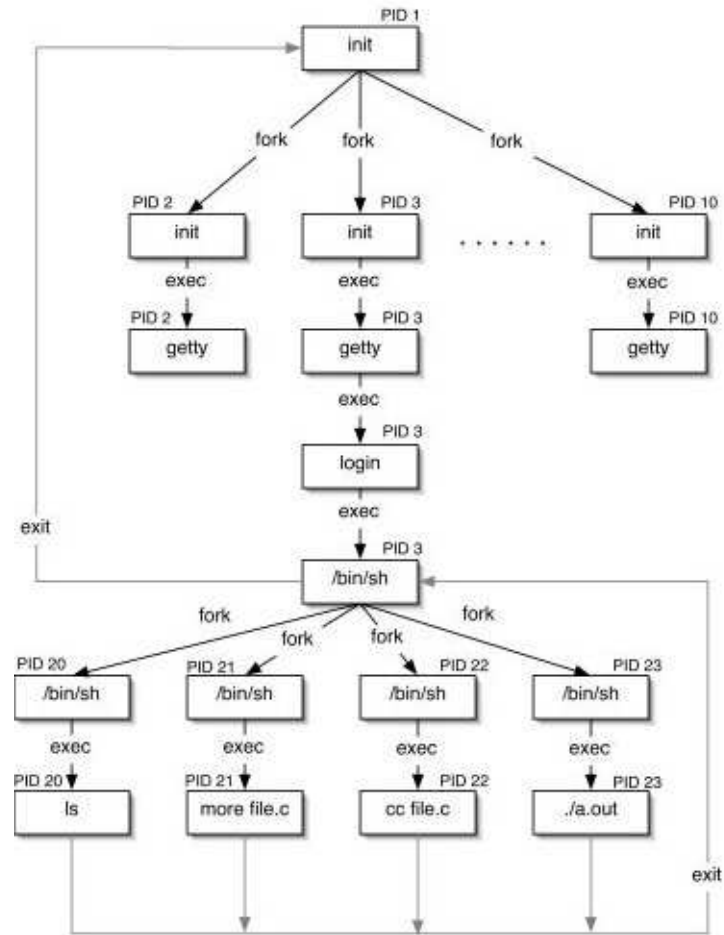 PID 1
init
fork fork fork
PID 2 PID 3 PID 10
init init init
exec exec exec
PID 2 PID 3 PID 10
getty getty getty
exec
PID 3
login
exec
exit
PID 3
/bin/sh
fork fork fork fork
PID 20 PID 21 PID 22 PID 23
/bin/sh /bin/sh /bin/sh /bin/sh
exec exec exec exec
PID 20 PID 21 PID 22 PID 23
ls more file.c cc file.c ./a.out
exit